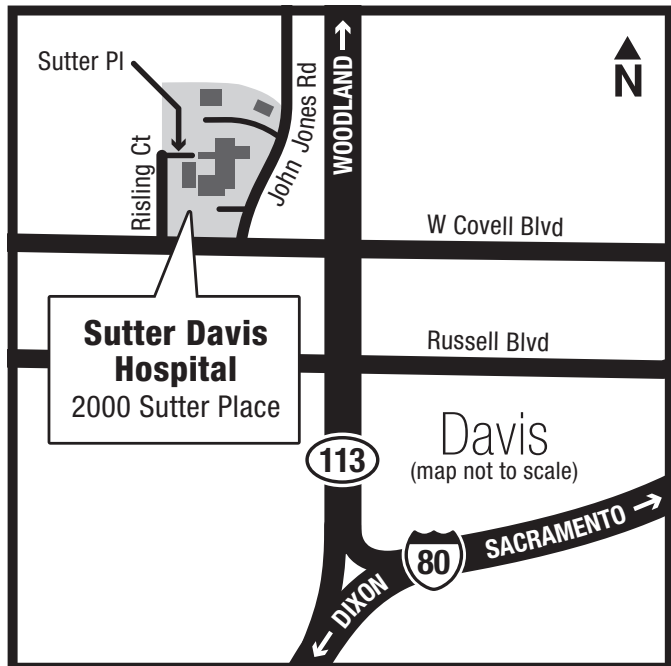 Sutter Pl
Risling Ct
John Jones Rd
WOODLAND
N
W Covell Blvd
Sutter Davis
Hospital
2000 Sutter Place
Russell Blvd
113
Davis
(map not to scale)
80
SACRAMENTO
DIXON